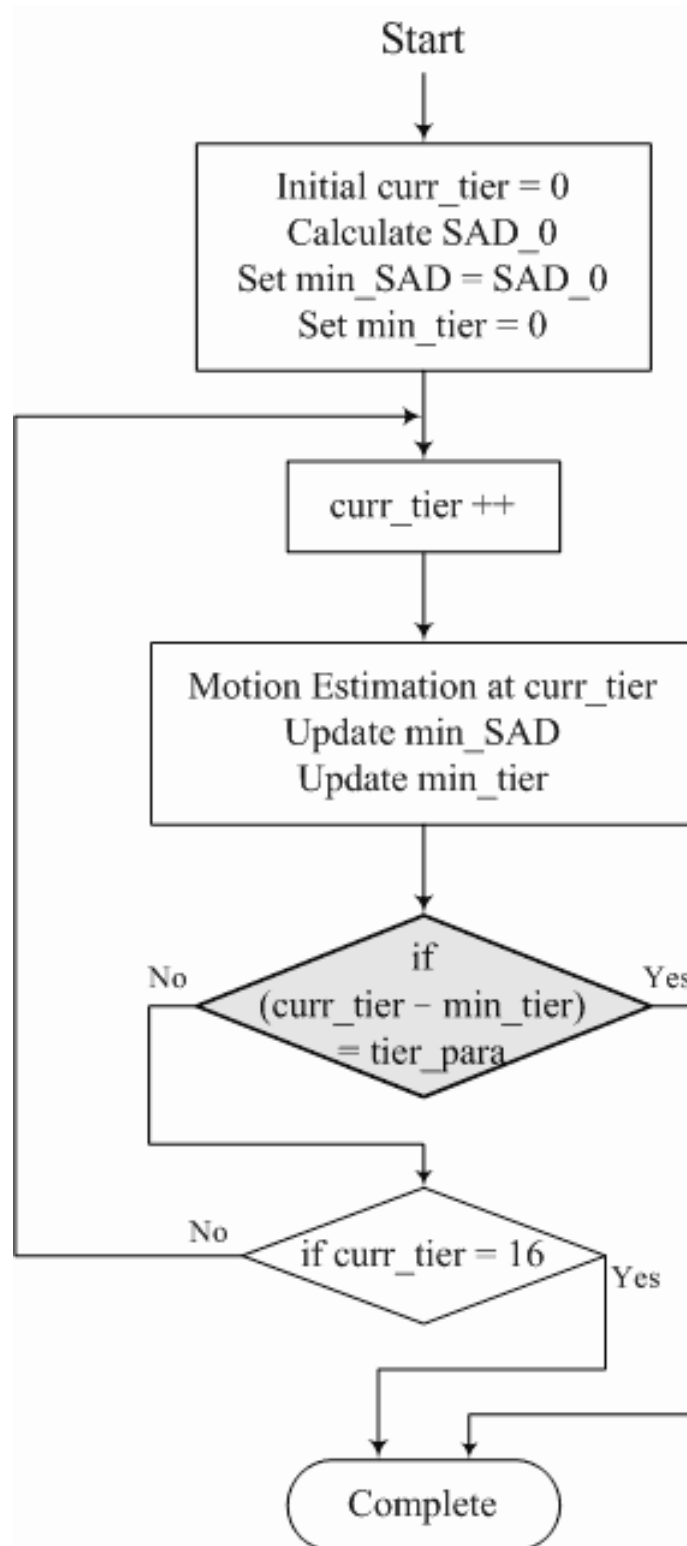 Start
Initial curr_tier = 0
Calculate SAD_0
Set min_SAD = SAD_0
Set min_tier = 0
curr_tier ++
Motion Estimation at curr_tier
Update min_SAD
Update min_tier
No
if
Yes
(curr_tier – min_tier)
= tier_para
No
if curr_tier = 16
Yes
Complete